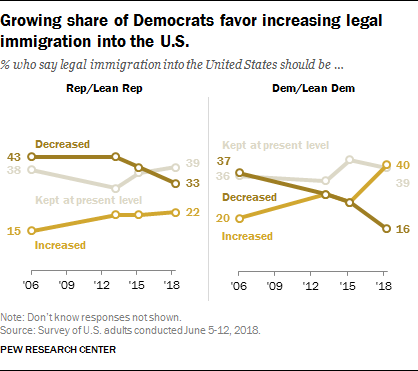 Growing share of Democrats favor increasing legal
immigration into the U.S.
% who say legal immigration into the United States should be ...
Rep/Lean Rep
Decreased
43
38
39
33
Kept at present level
22
15
Increased
'06 '09 '12 '15 '18
Dem/Lean Dem
Kept at present level
37
36
40
39
Decreased
20
Increased
16
'06 '09 '12 '15 '18
Note: Don't know responses not shown.
Source: Survey of U.S. adults conducted June 5-12, 2018.
PEW RESEARCH CENTER